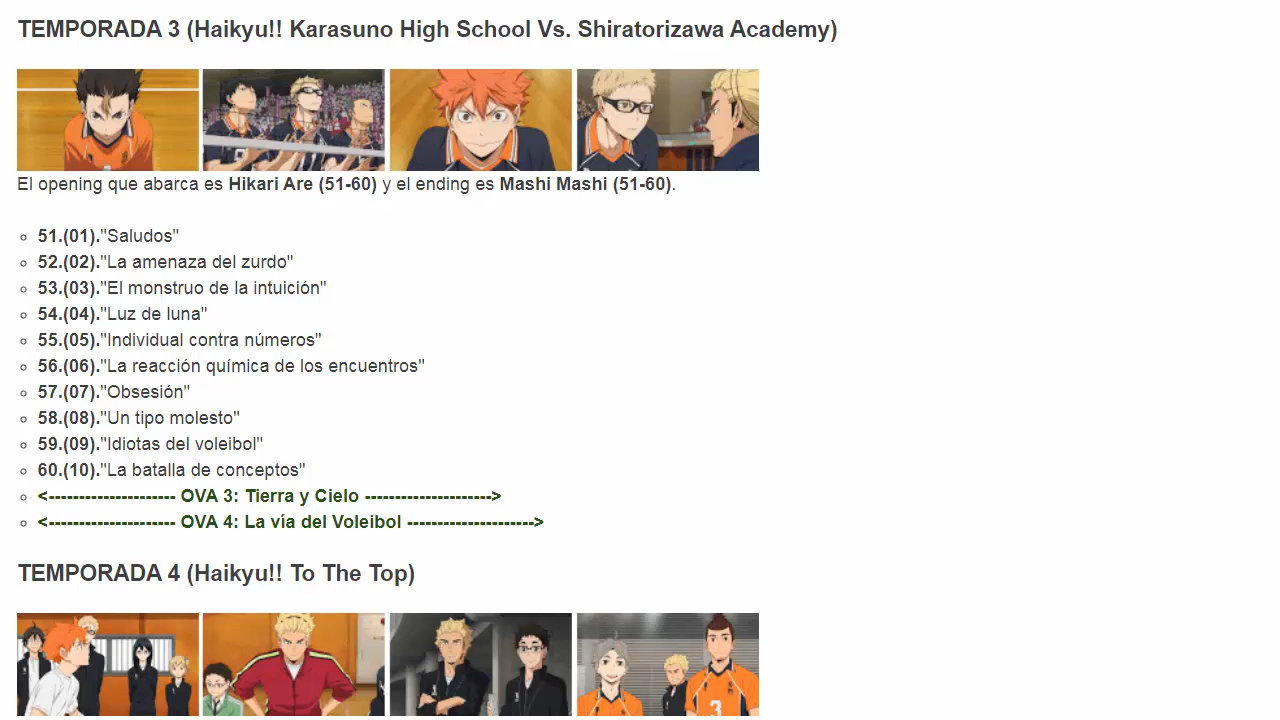 TEMPORADA 3 (Haikyu!! Karasuno High School Vs. Shiratorizawa Academy)
El opening que abarca es Hikari Are (51-60) y el ending es Mashi Mashi (51-60).
51.(01)."Saludos"
52.(02)."La amenaza del zurdo"
53.(03)."El monstruo de la intuición"
54.(04)."Luz de luna"
55.(05)."Individual contra números"
56.(06)."La reacción química de los encuentros"
57.(07)."Obsesión"
58.(08)."Un tipo molesto"
59.(09)."Idiotas del voleibol"
60.(10)."La batalla de conceptos"
<--------------------- OVA 3: Tierra y Cielo --------------------->
<--------------------- OVA 4: La vía del Voleibol --------------------->
TEMPORADA 4 (Haikyu!! To The Top)
3